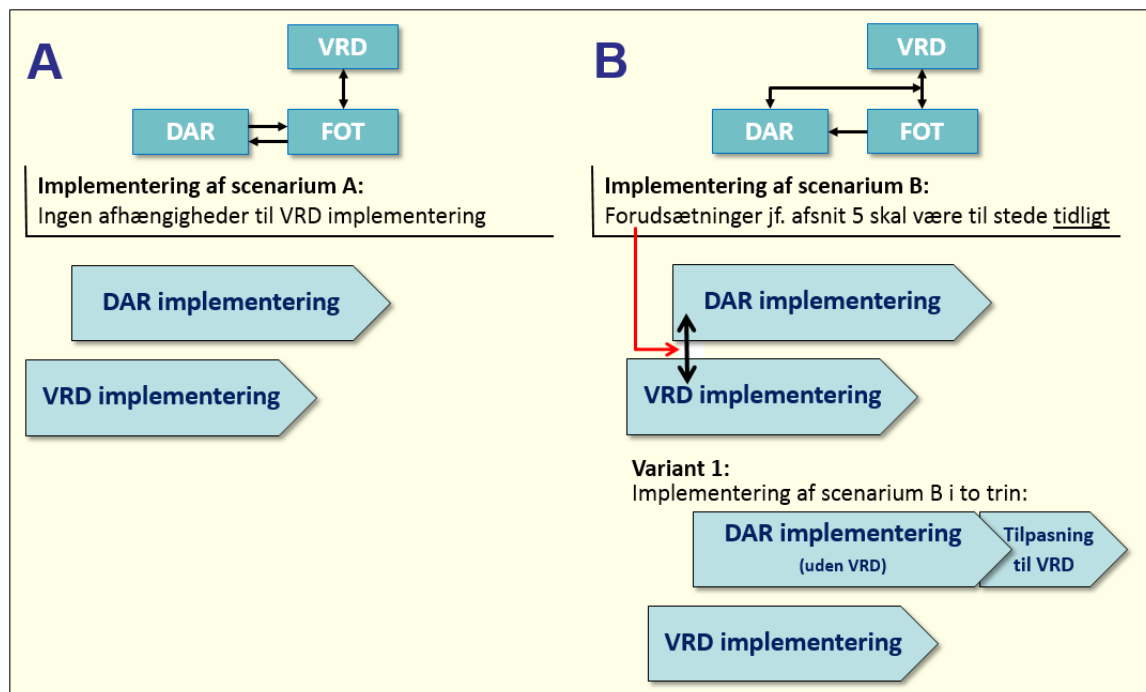 A
VRD
DAR
FOT
Implementering af scenarium A:
Ingen afhængigheder til VRD implementering
DAR implementering
VRD implementering
B
VRD
DAR
FOT
Implementering af scenarium B:
Forudsætninger jf. afsnit 5 skal være til stede tidligt
DAR implementering
VRD implementering
Variant 1:
Implementering af scenarium B i to trin:
DAR implementering
(uden VRD)
Tilpasning
til VRD
VRD implementering